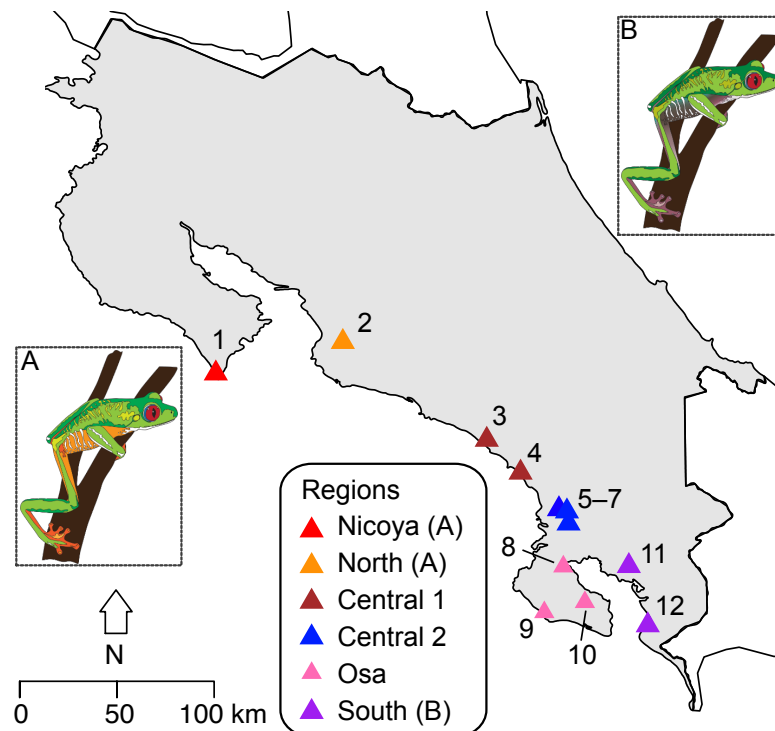 B
1
2
A
3
4
5–7
8
11
12
9
10
Regions
Nicoya (A)
North (A)
Central 1
Central 2
Osa
South (B)
N
0 50 100 km